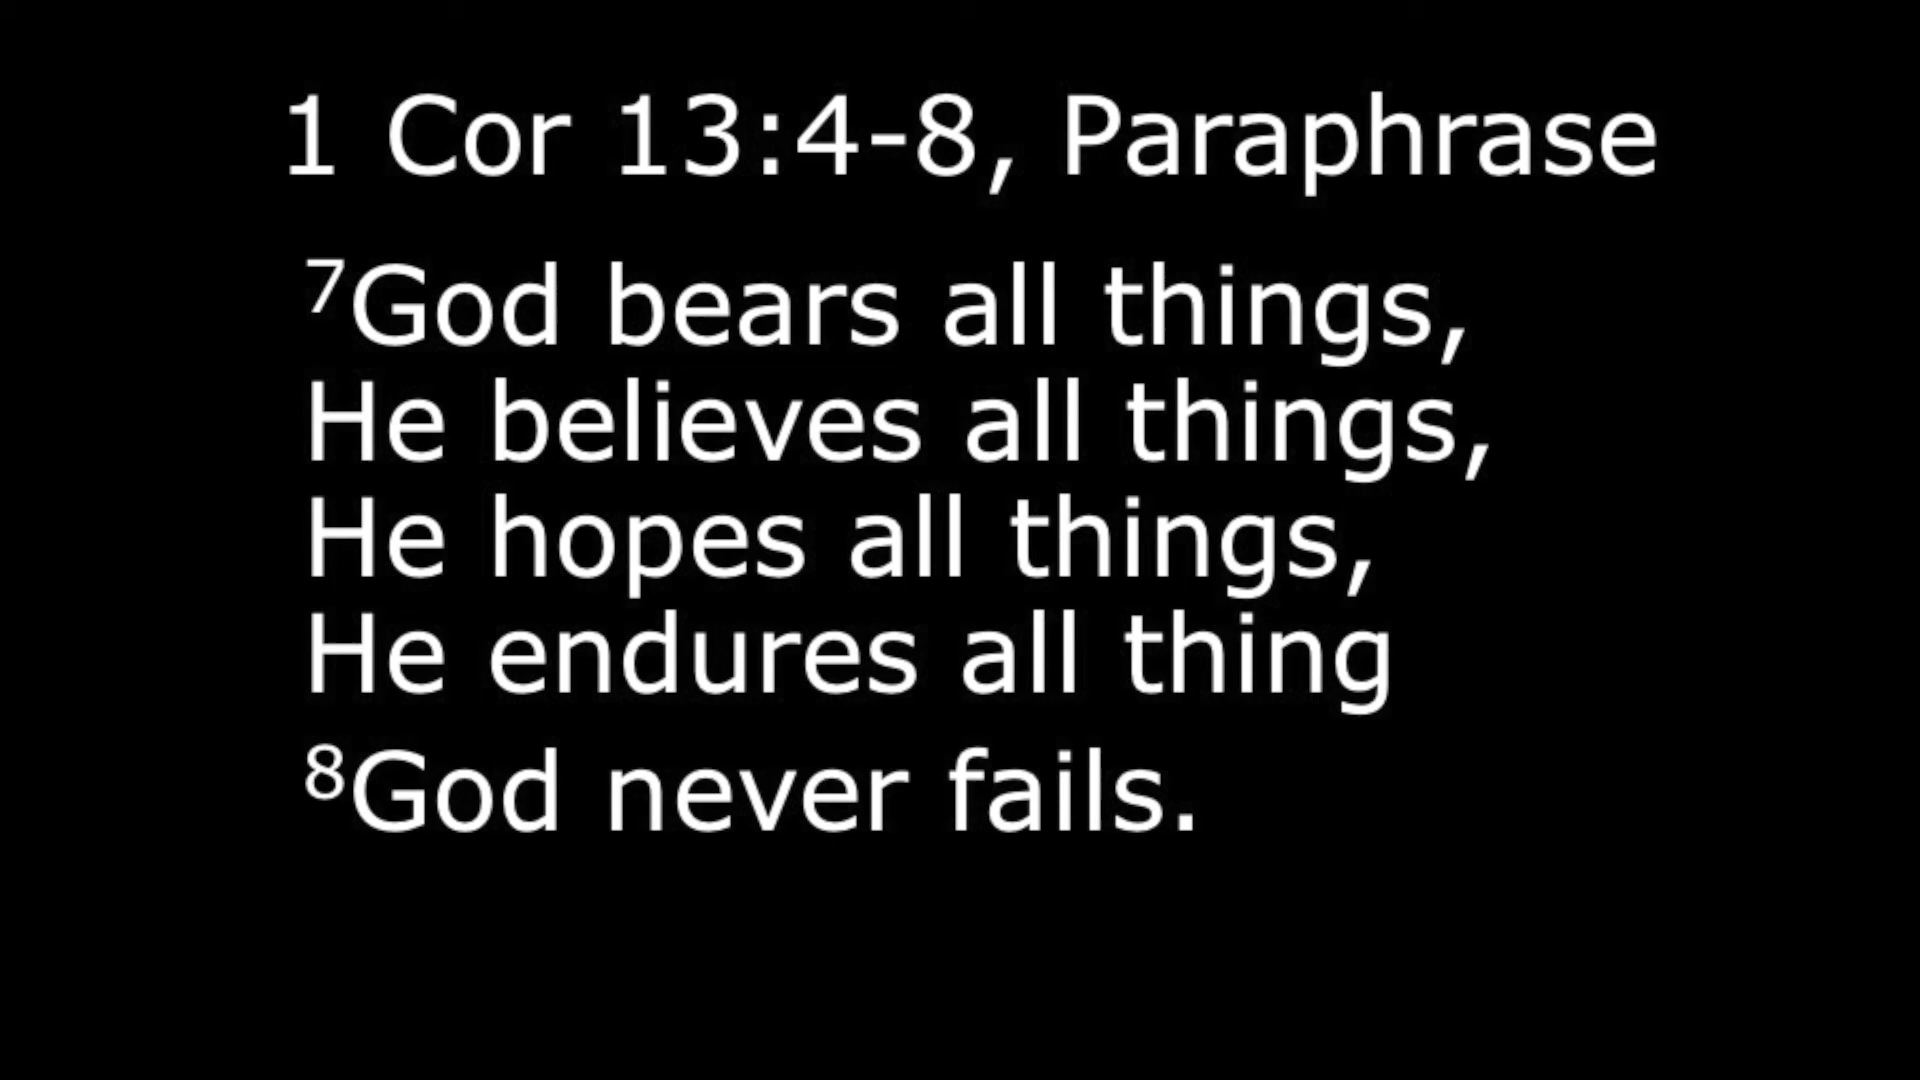 1 Cor 13:4-8, Paraphrase
⁷God bears all things,
He believes all things,
He hopes all things,
He endures all thing
⁸God never fails.